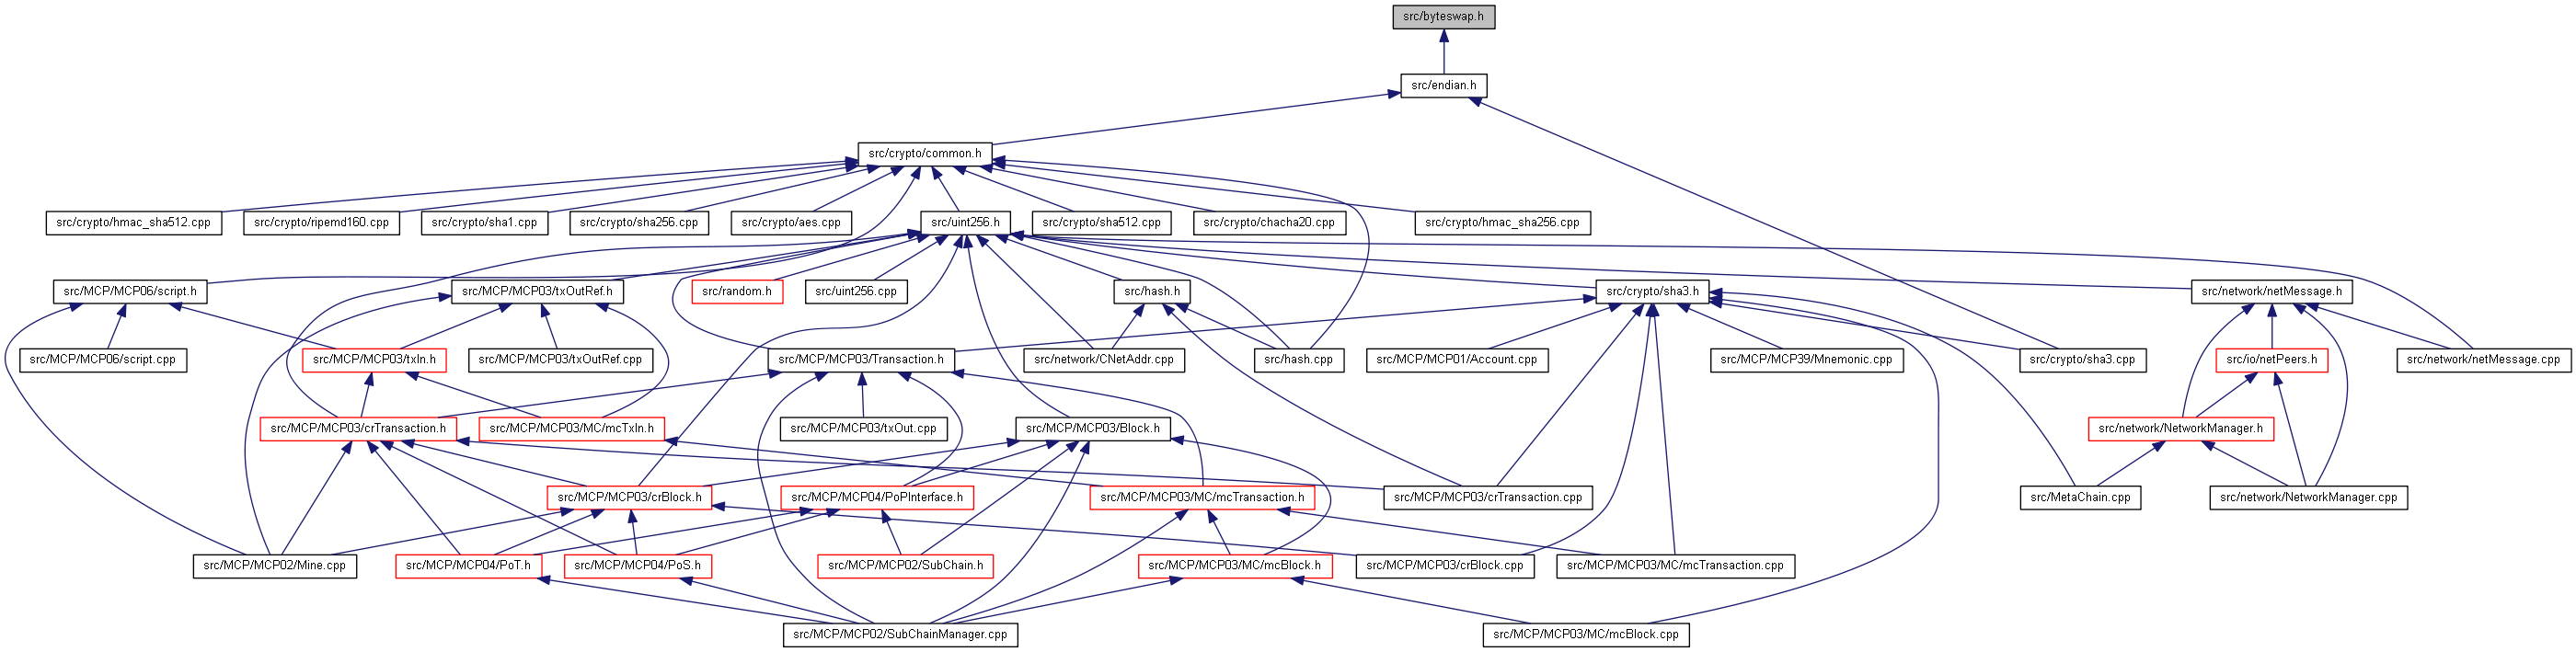 src/byteswap.h
src/endian.h
src/crypto/common.h
src/crypto/hmac_sha512.cpp
src/crypto/ripemd160.cpp
src/crypto/sha1.cpp
src/crypto/sha256.cpp
src/crypto/aes.cpp
src/uint256.h
src/crypto/sha512.cpp
src/crypto/chacha20.cpp
src/crypto/hmac_sha256.cpp
src/MCP/MCP06/script.h
src/MCP/MCP03/txOutRef.h
src/random.h
src/uint256.cpp
src/hash.h
src/crypto/sha3.h
src/network/netMessage.h
src/MCP/MCP06/script.cpp
src/MCP/MCP03/txIn.h
src/MCP/MCP03/txOutRef.cpp
src/MCP/MCP03/Transaction.h
src/network/CNetAddr.cpp
src/hash.cpp
src/MCP/MCP01/Account.cpp
src/MCP/MCP39/Mnemonic.cpp
src/crypto/sha3.cpp
src/io/netPeers.h
src/network/netMessage.cpp
src/MCP/MCP03/crTransaction.h
src/MCP/MCP03/MC/mcTxIn.h
src/MCP/MCP03/txOut.cpp
src/MCP/MCP03/Block.h
src/network/NetworkManager.h
src/MCP/MCP03/crBlock.h
src/MCP/MCP04/PoPInterface.h
src/MCP/MCP03/MC/mcTransaction.h
src/MCP/MCP03/crTransaction.cpp
src/MetaChain.cpp
src/network/NetworkManager.cpp
src/MCP/MCP02/Mine.cpp
src/MCP/MCP04/PoT.h
src/MCP/MCP04/PoS.h
src/MCP/MCP02/SubChain.h
src/MCP/MCP03/MC/mcBlock.h
src/MCP/MCP03/crBlock.cpp
src/MCP/MCP03/MC/mcTransaction.cpp
src/MCP/MCP02/SubChainManager.cpp
src/MCP/MCP03/MC/mcBlock.cpp